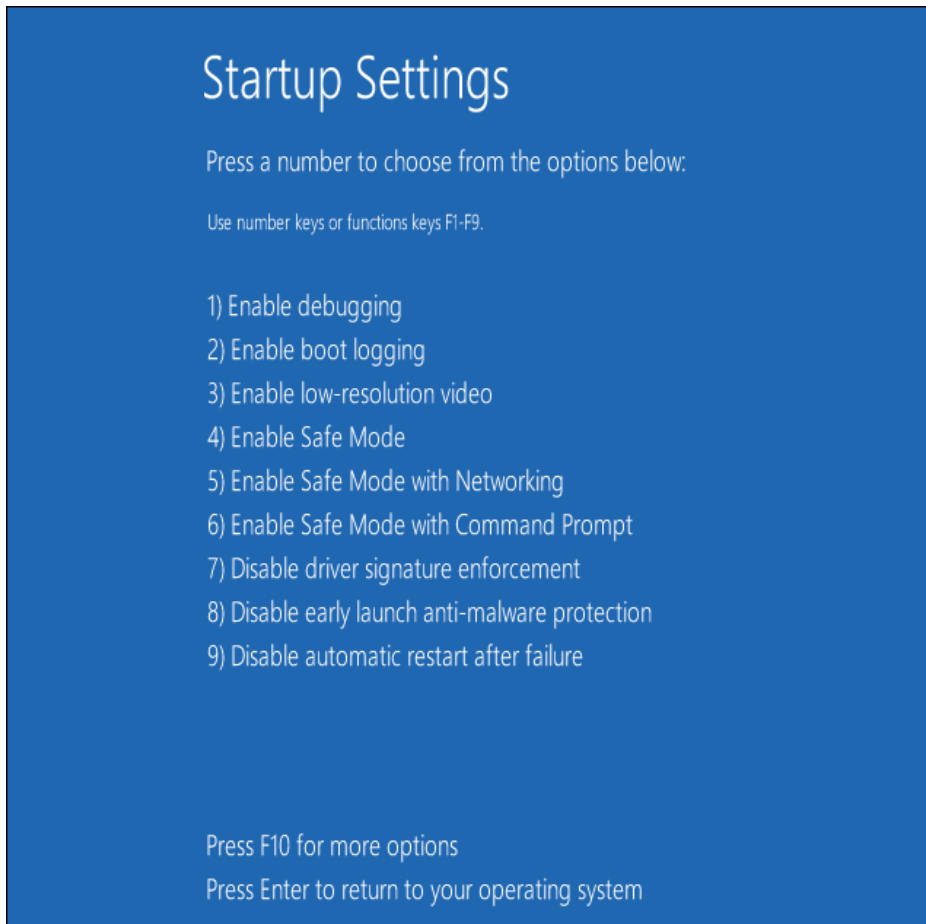 Startup Settings
Press a number to choose from the options below:
Use number keys or functions keys F1-F9.
1) Enable debugging
2) Enable boot logging
3) Enable low-resolution video
4) Enable Safe Mode
5) Enable Safe Mode with Networking
6) Enable Safe Mode with Command Prompt
7) Disable driver signature enforcement
8) Disable early launch anti-malware protection
9) Disable automatic restart after failure
Press F10 for more options
Press Enter to return to your operating system